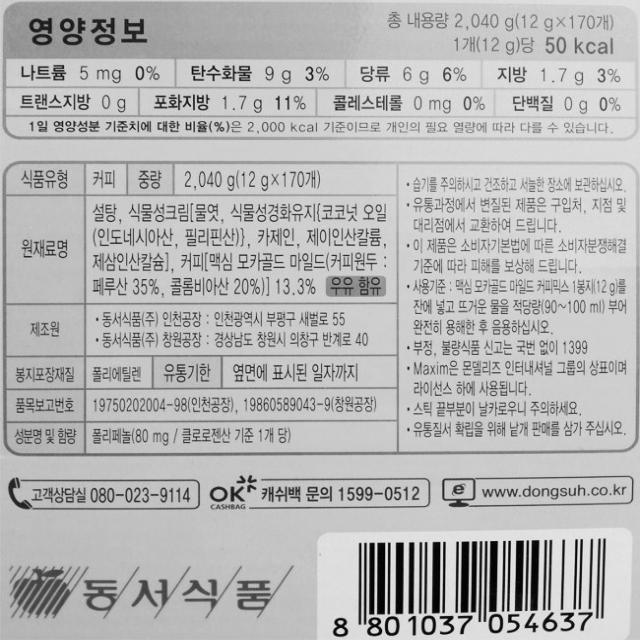 영양정보
총 내용량 2,040 g(12 g×170개)
1개(12 g)당 50 kcal
나트륨 5 mg 0% 탄수화물 9 g 3% 당류 6 g 6% 지방 1.7 g 3%
트랜스지방 0 g 포화지방 1.7 g 11% 콜레스테롤 0 mg 0% 단백질 0 g 0%
1일 영양성분 기준치에 대한 비율(%)은 2,000 kcal 기준이므로 개인의 필요 열량에 따라 다를 수 있습니다.
식품유형 커피 중량 2,040 g(12 g×170개)
원재료명
설탕, 식물성크림[물엿, 식물성경화유지{코코넛 오일
(인도네시아산, 필리핀산)}, 카제인, 제이인산칼륨,
제삼인산칼슘], 커피[맥심 모카골드 마일드(커피원두 :
페루산 35%, 콜롬비아산 20%)] 13.3% 우유 함유
제조원
• 동서식품(주) 인천공장 : 인천광역시 부평구 새벌로 55
• 동서식품(주) 창원공장 : 경상남도 창원시 의창구 반계로 40
봉지포장재질 폴리에틸렌 유통기한 옆면에 표시된 일자까지
품목보고번호 19750202004-98(인천공장), 19860589043-9(창원공장)
성분명 및 함량 폴리페놀(80 mg / 클로로젠산 기준 1개 당)
• 습기를 주의하시고 건조하고 서늘한 장소에 보관하십시오.
• 유통과정에서 변질된 제품은 구입처, 지점 및
대리점에서 교환하여 드립니다.
• 이 제품은 소비자기본법에 따른 소비자분쟁해결
기준에 따라 피해를 보상해 드립니다.
• 사용기준 : 맥심 모카골드 마일드 커피믹스 1봉지(12 g)를
잔에 넣고 뜨거운 물을 적당량(90~100 ml) 부어
완전히 용해한 후 음용하십시오.
• 부정, 불량식품 신고는 국번 없이 1399
• Maxim은 몬델리즈 인터내셔널 그룹의 상표이며
라이선스 하에 사용됩니다.
• 스틱 끝부분이 날카로우니 주의하세요.
• 유통질서 확립을 위해 낱개 판매를 삼가 주십시오.
고객상담실 080-023-9114
OK CASHBAG 캐쉬백 문의 1599-0512
e www.dongsuh.co.kr
동서식품
8 801037 054637